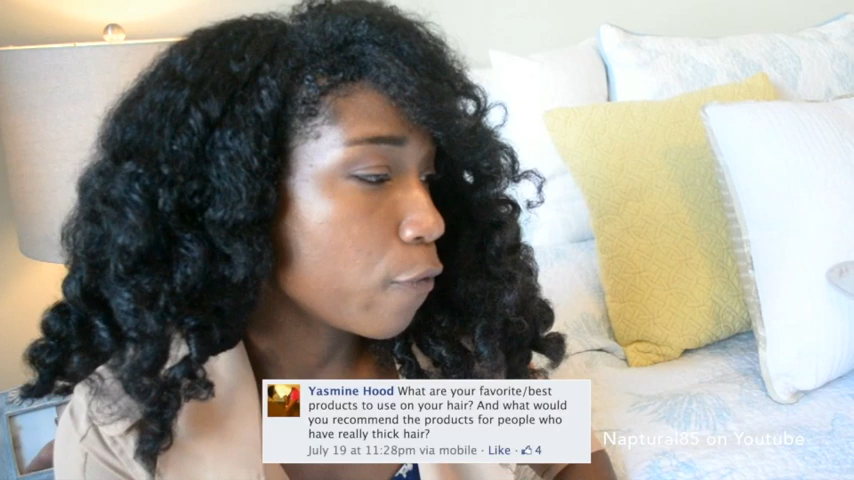 Yasmine Hood What are your favorite/best
products to use on your hair? And what would
you recommend the products for people who
have really thick hair?
July 19 at 11:28pm via mobile · Like · 4
Naptural85 on Youtube